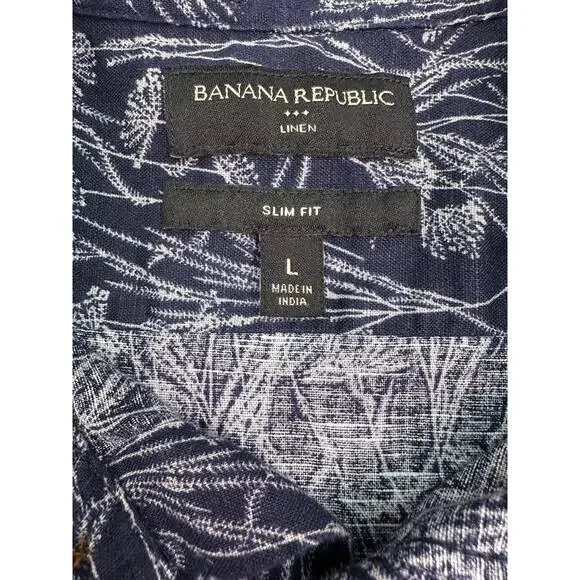 BANANA REPUBLIC
LINEN
SLIM FIT
L
MADE IN
INDIA